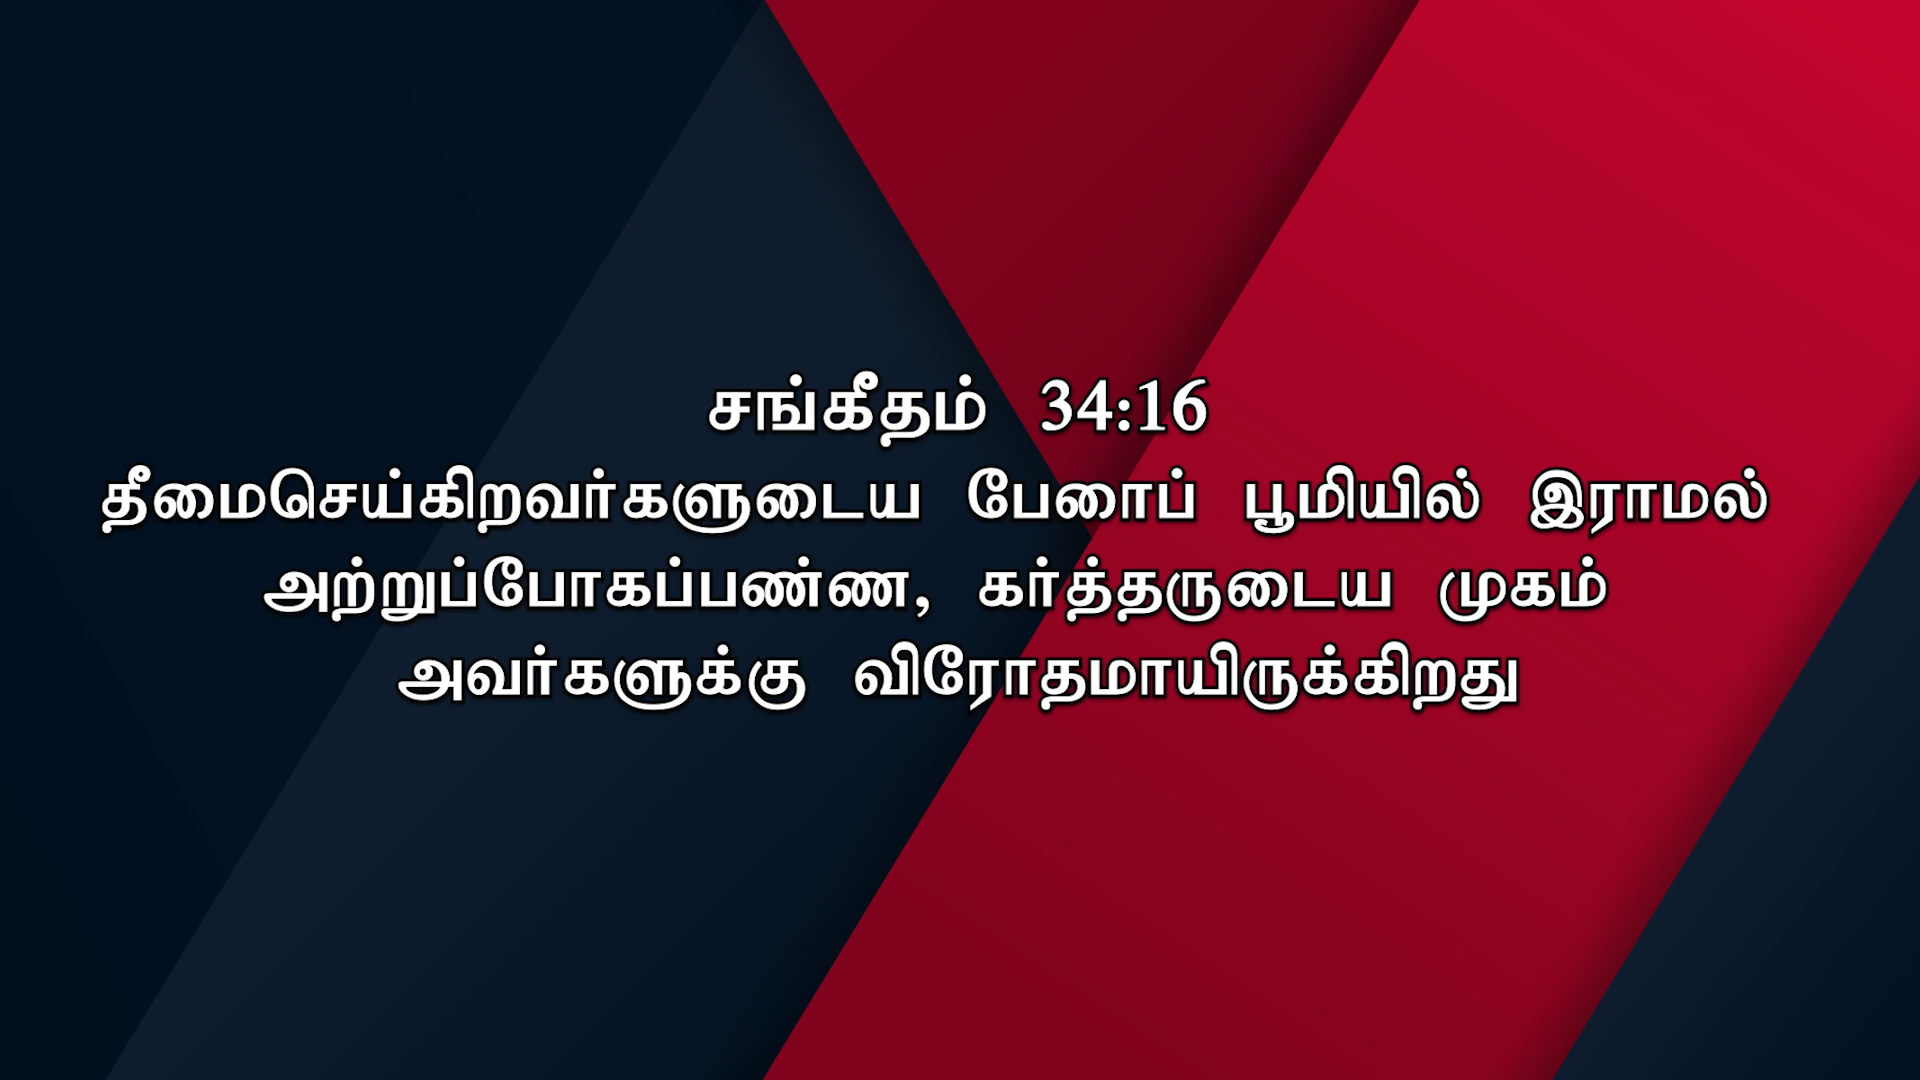 சங்கீதம் 34:16
தீமைசெய்கிறவர்களுடைய பேரைப் பூமியில் இராமல்
அற்றுப்போகப்பண்ண, கர்த்தருடைய முகம்
அவர்களுக்கு விரோதமாயிருக்கிறது